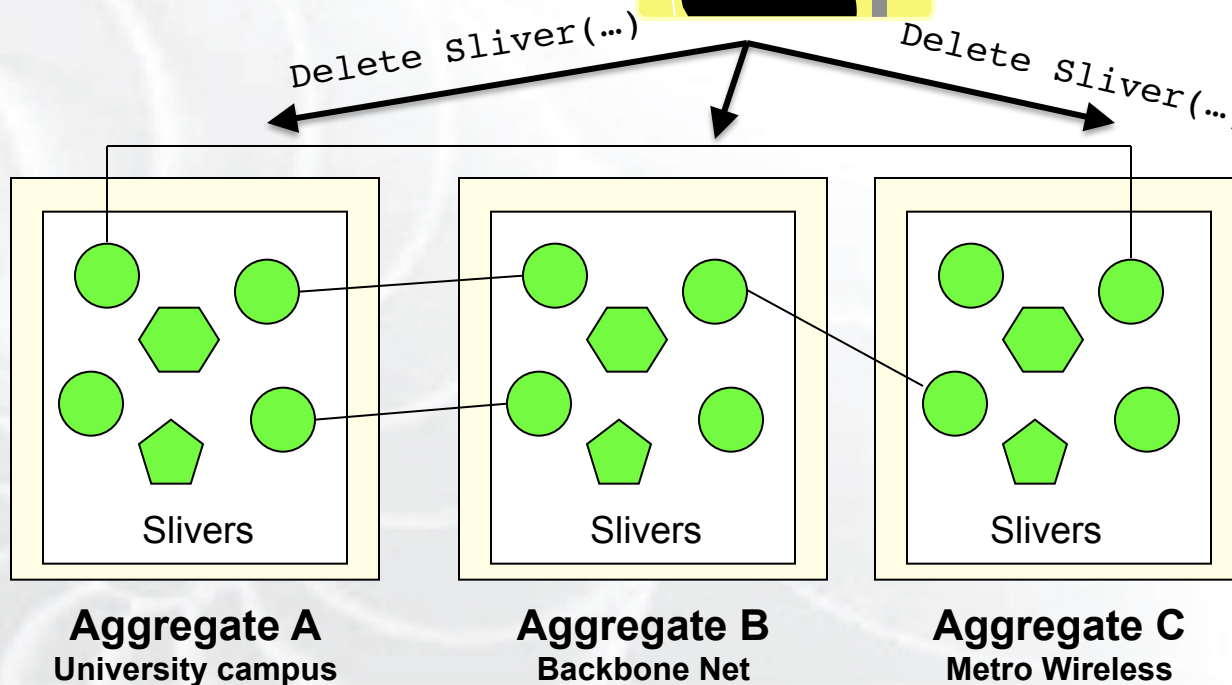 Delete Sliver(…)
Delete Sliver(…
Slivers
Slivers
Slivers
Aggregate A
University campus
Aggregate B
Backbone Net
Aggregate C
Metro Wireless